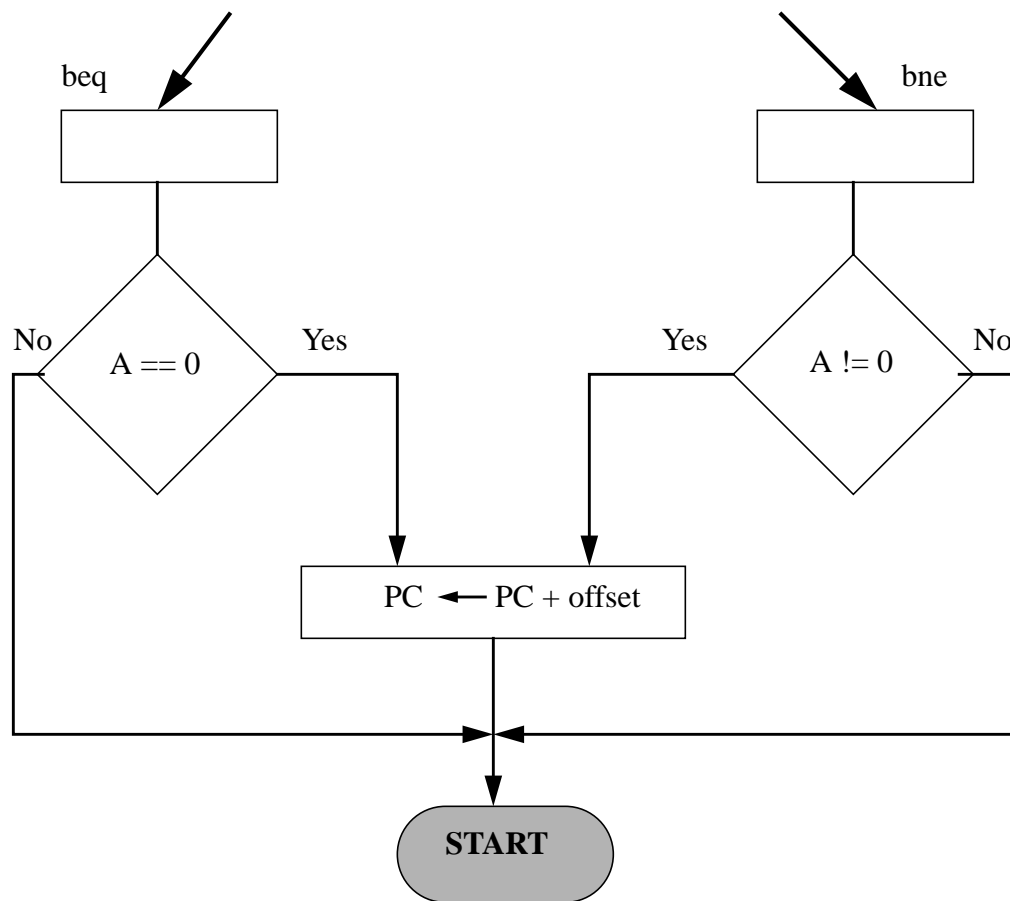 beq
bne
No
A == 0
Yes
Yes
A != 0
No
PC ← PC + offset
START